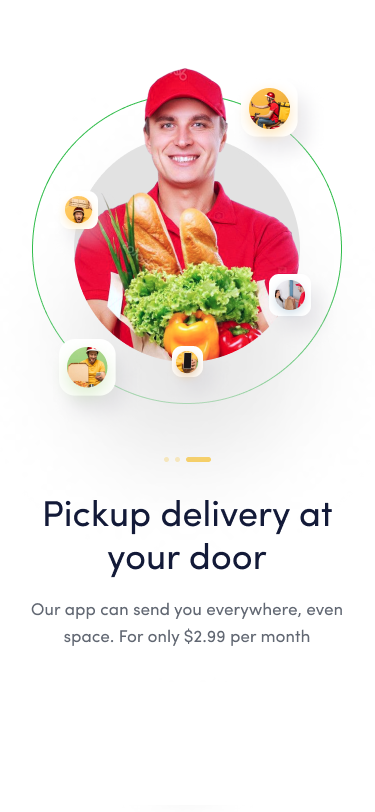 Pickup delivery at
your door
Our app can send you everywhere, even
space. For only $2.99 per month